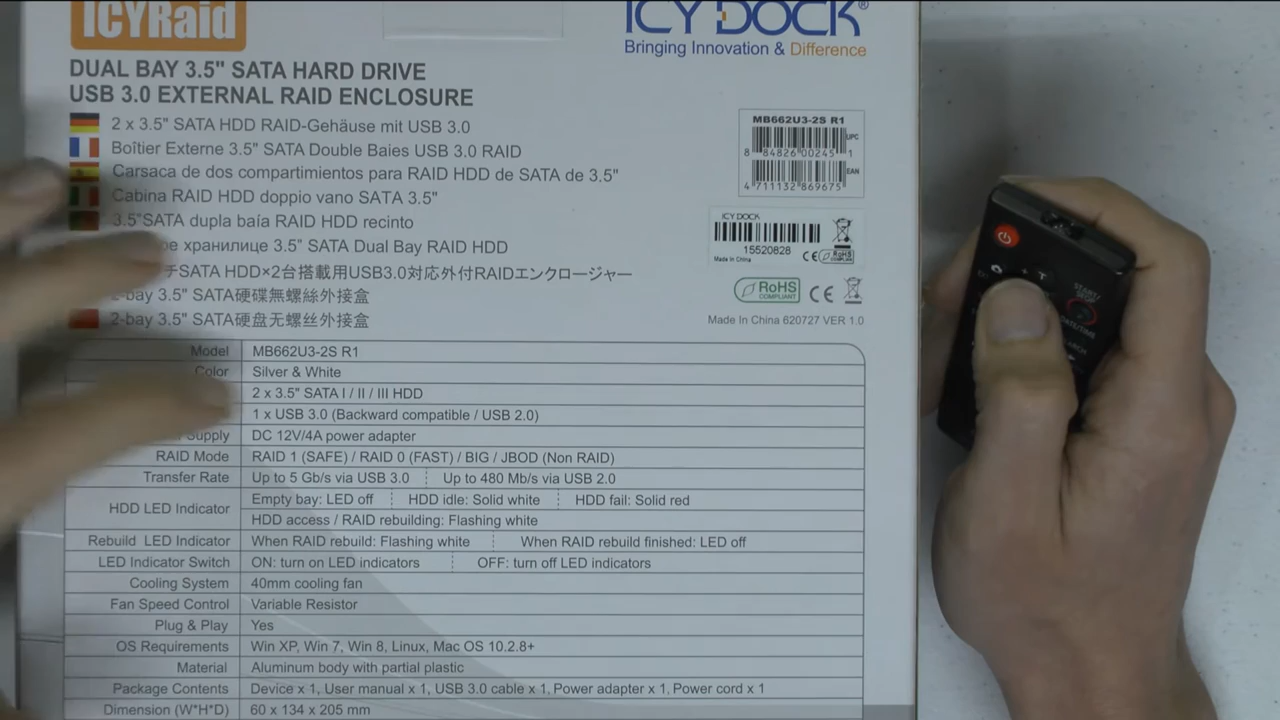 ICYRaid
ICY DOCK®
Bringing Innovation & Difference
DUAL BAY 3.5" SATA HARD DRIVE
USB 3.0 EXTERNAL RAID ENCLOSURE
2 x 3.5" SATA HDD RAID-Gehäuse mit USB 3.0
Boîtier Externe 3.5" SATA Double Baies USB 3.0 RAID
Carsaca de dos compartimientos para RAID HDD de SATA de 3,5"
Cabina RAID HDD doppio vano SATA 3.5"
3.5"SATA dupla baía RAID HDD recinto
хранилице 3.5" SATA Dual Bay RAID HDD
SATA HDD×2台搭載用USB3.0対応外付RAIDエンクロージャー
2-bay 3.5" SATA硬碟無螺絲外接盒
2-bay 3.5" SATA硬盘无螺丝外接盒
MB662U3-2S R1
UPC
8 84826 00245 1
EAN
4 711132 869675
ICY DOCK
15520828
Made In China
CE RoHS
RoHS
COMPLIANT
CE
Made In China 620727 VER 1.0
Model MB662U3-2S R1
Color Silver & White
2 x 3.5" SATA I / II / III HDD
1 x USB 3.0 (Backward compatible / USB 2.0)
Supply DC 12V/4A power adapter
RAID Mode RAID 1 (SAFE) / RAID 0 (FAST) / BIG / JBOD (Non RAID)
Transfer Rate Up to 5 Gb/s via USB 3.0 Up to 480 Mb/s via USB 2.0
HDD LED Indicator Empty bay: LED off HDD idle: Solid white HDD fail: Solid red
HDD access / RAID rebuilding: Flashing white
Rebuild LED Indicator When RAID rebuild: Flashing white When RAID rebuild finished: LED off
LED Indicator Switch ON: turn on LED indicators OFF: turn off LED indicators
Cooling System 40mm cooling fan
Fan Speed Control Variable Resistor
Plug & Play Yes
OS Requirements Win XP, Win 7, Win 8, Linux, Mac OS 10.2.8+
Material Aluminum body with partial plastic
Package Contents Device x 1, User manual x 1, USB 3.0 cable x 1, Power adapter x 1, Power cord x 1
Dimension (W*H*D) 60 x 134 x 205 mm
START/
STOP
DATE/TIME